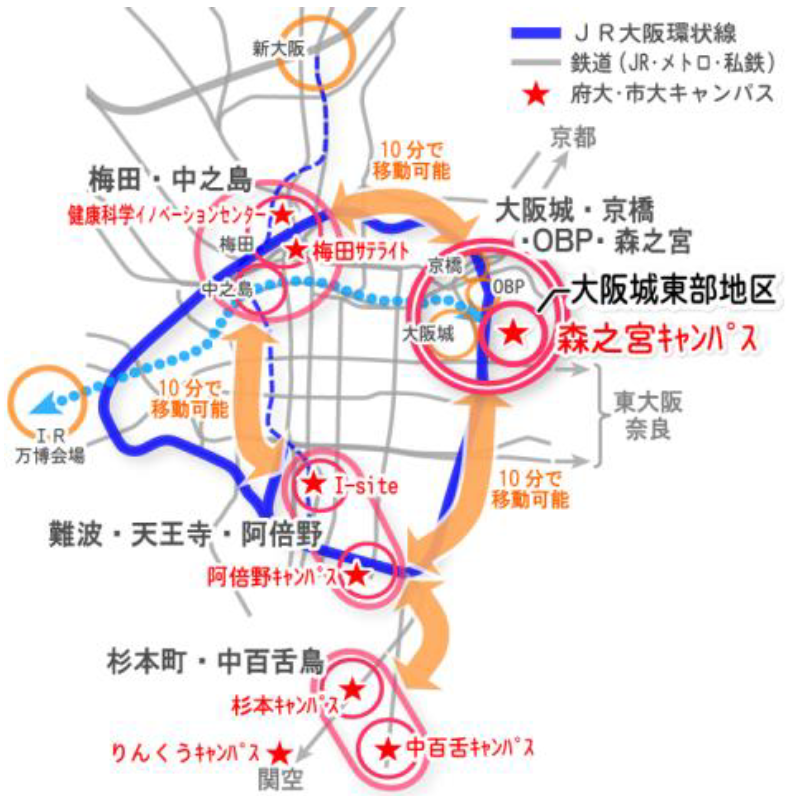 新大阪
ＪＲ大阪環状線
鉄道（JR・メトロ・私鉄）
府大・市大キャンパス
京都
10分で
移動可能
梅田・中之島
健康科学イノベーションセンター
梅田
梅田サテライト
中之島
大阪城・京橋
・OBP・森之宮
京橋
OBP
大阪城東部地区
大阪城
森之宮キャンパス
10分で
移動可能
ＩＲ
万博会場
東大阪
奈良
10分で
移動可能
I-site
難波・天王寺・阿倍野
阿倍野キャンパス
杉本町・中百舌鳥
杉本キャンパス
りんくうキャンパス
中百舌キャンパス
関空